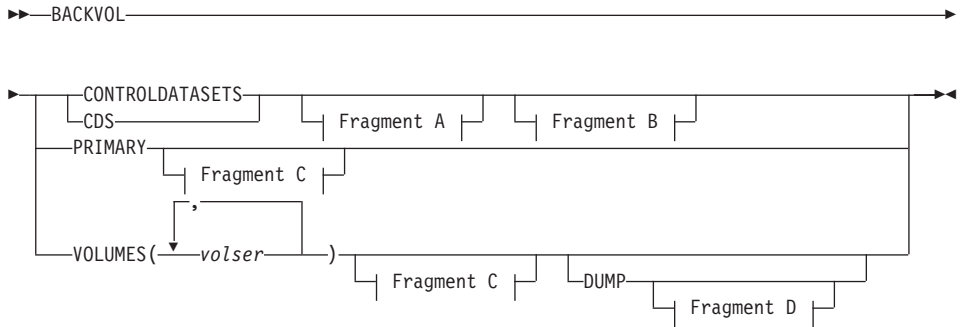 BACKVOL
CONTROLDATASETS
CDS
Fragment A
Fragment B
PRIMARY
Fragment C
,
VOLUMES( volser )
Fragment C
DUMP
Fragment D